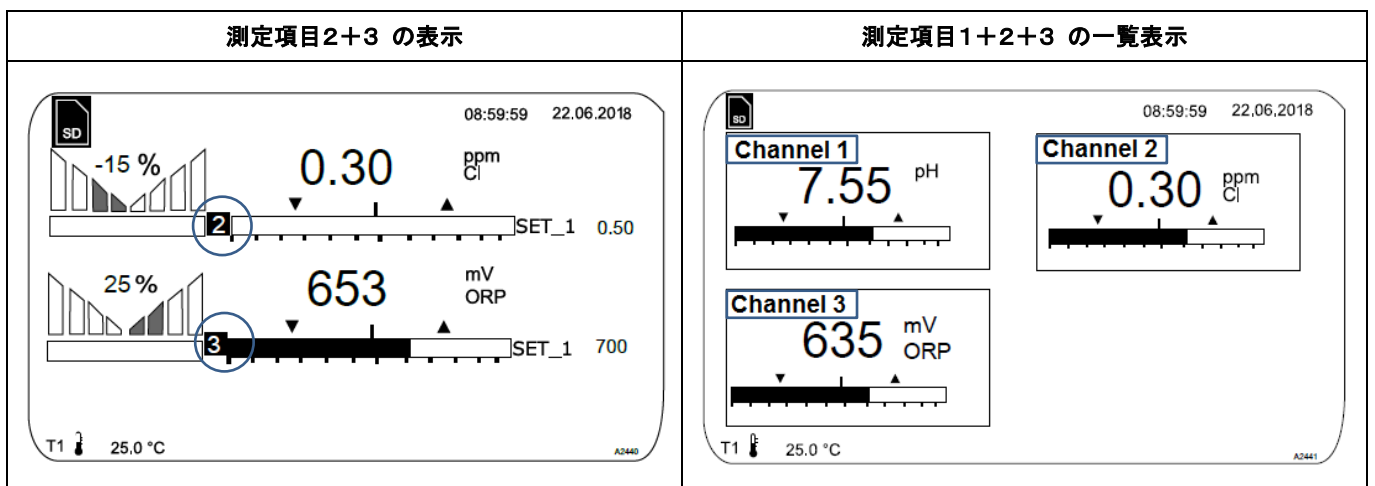 測定項目2+3 の表示
SD
08:59:59 22.06.2018
-15 %
0.30
ppm
Cl
2
SET_1 0.50
25 %
653
mV
ORP
3
SET_1 700
T1 25.0 °C
A2440
測定項目1+2+3 の一覧表示
SD
08:59:59 22,06,2018
Channel 1
7.55 pH
Channel 2
0.30
ppm
Cl
Channel 3
635
mV
ORP
T1 25.0 °C
A2441